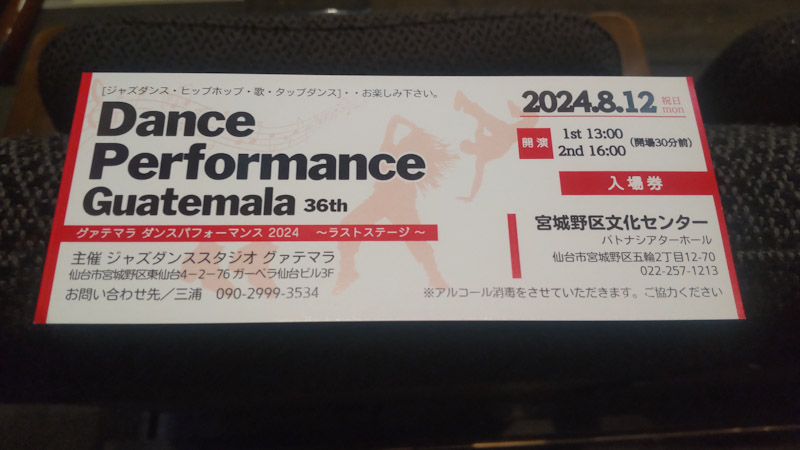 [ジャズダンス・ヒップホップ・歌・タップダンス]・・お楽しみ下さい。
Dance
Performance
Guatemala 36th
グァテマラ ダンスパフォーマンス 2024 ～ラストステージ～
主催 ジャズダンススタジオ グァテマラ
仙台市宮城野区東仙台4－2－76 ガーベラ仙台ビル3F
お問い合わせ先／三浦 090-2999-3534
2024.8.12 祝日 mon
開演 1st 13:00
2nd 16:00 (開場30分前)
入場券
宮城野区文化センター
パトナシアターホール
仙台市宮城野区五輪2丁目12-70
022-257-1213
※アルコール消毒をさせていただきます。ご協力ください